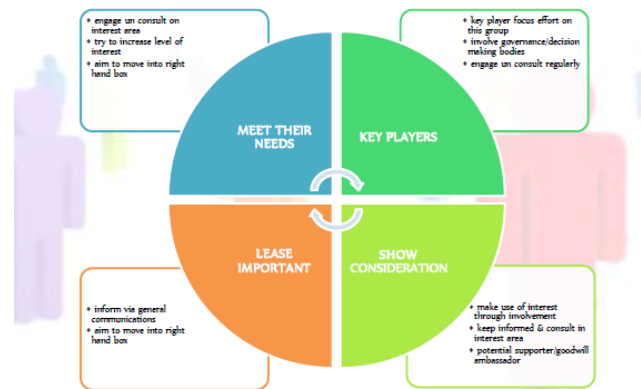 • engage un consult on
interest area
• try to increase level of
interest
• aim to move into right
hand box
• key player focus effort on
this group
• involve governance/decision
making bodies
• engage un consult regularly
MEET THEIR
NEEDS
KEY PLAYERS
LEASE
IMPORTANT
SHOW
CONSIDERATION
• inform via general
communications
• aim to move into right
hand box
• make use of interest
through involvement
• keep informed & consult in
interest area
• potential supporter/goodwill
ambassador